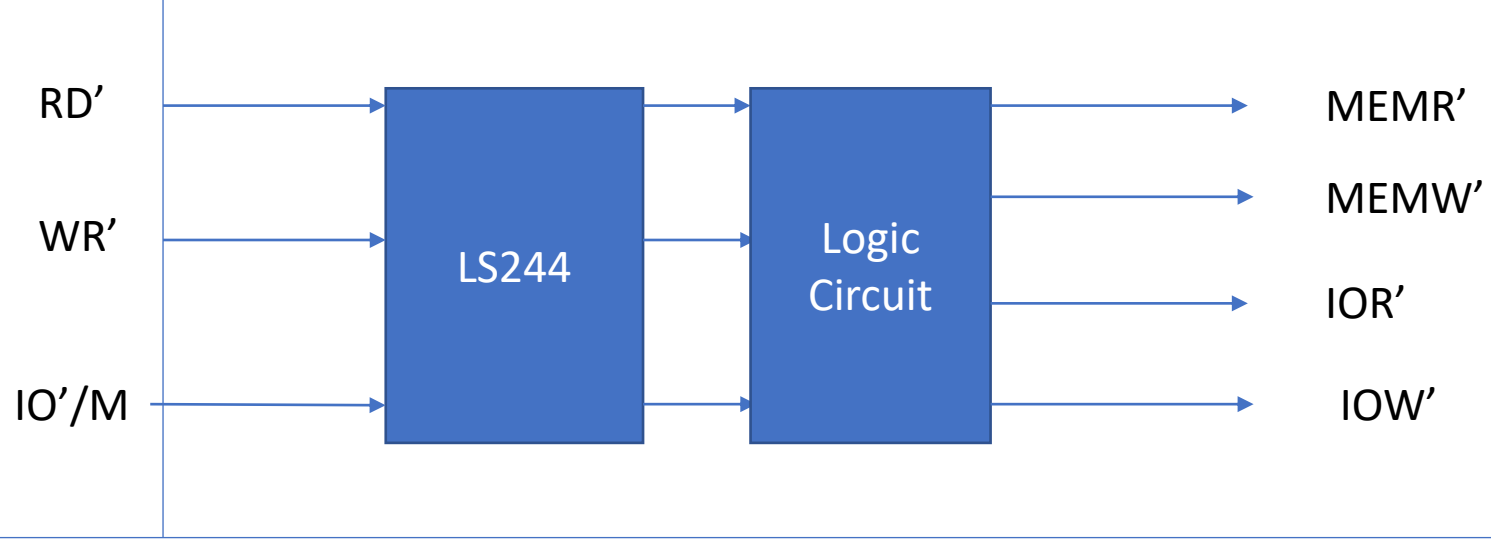 RD’
WR’
IO’/M
LS244
Logic
Circuit
MEMR’
MEMW’
IOR’
IOW’